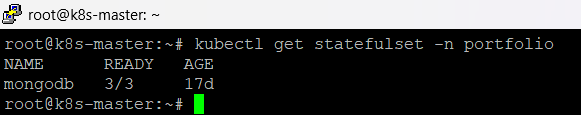 root@k8s-master: ~
root@k8s-master:~# kubectl get statefulset -n portfolio
NAME      READY   AGE
mongodb   3/3     17d
root@k8s-master:~#